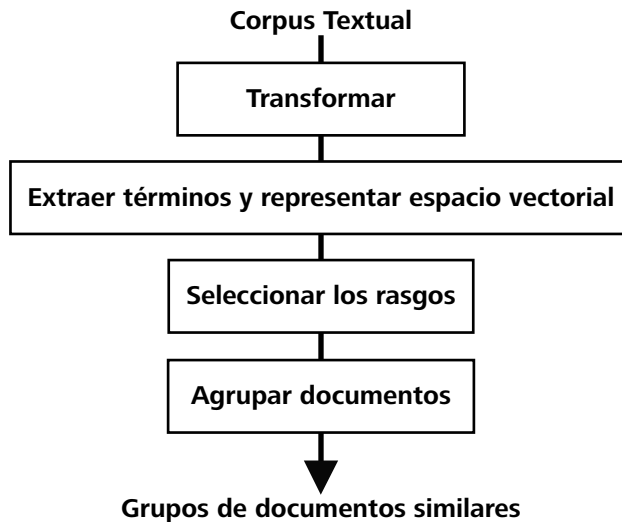 Corpus Textual
Transformar
Extraer términos y representar espacio vectorial
Seleccionar los rasgos
Agrupar documentos
Grupos de documentos similares